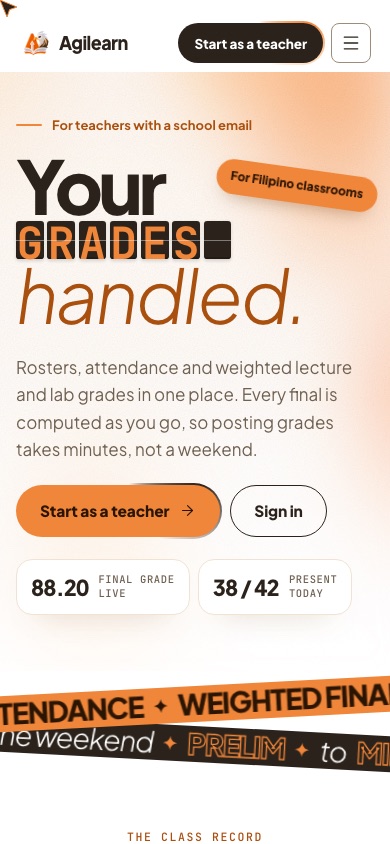 Agilearn
Start as a teacher
For teachers with a school email
For Filipino classrooms
Your
GRADES
handled.
Rosters, attendance and weighted lecture
and lab grades in one place. Every final is
computed as you go, so posting grades
takes minutes, not a weekend.
Start as a teacher →
Sign in
88.20 FINAL GRADE
LIVE
38/42 PRESENT
TODAY
TENDANCE ✦ WEIGHTED FINA
he weekend ✦ PRELIM ✦ to MI
THE CLASS RECORD